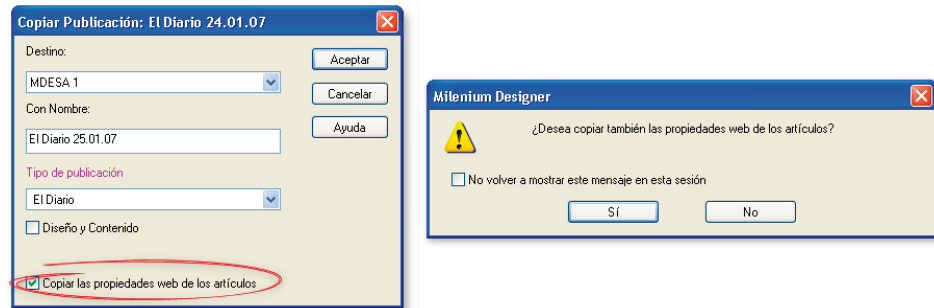 Copiar Publicación: El Diario 24.01.07
Destino:
MDESA 1
Con Nombre:
El Diario 25.01.07
Tipo de publicación
El Diario
Diseño y Contenido
Copiar las propiedades web de los artículos
Aceptar
Cancelar
Ayuda
Milenium Designer
¿Desea copiar también las propiedades web de los artículos?
No volver a mostrar este mensaje en esta sesión
Sí
No